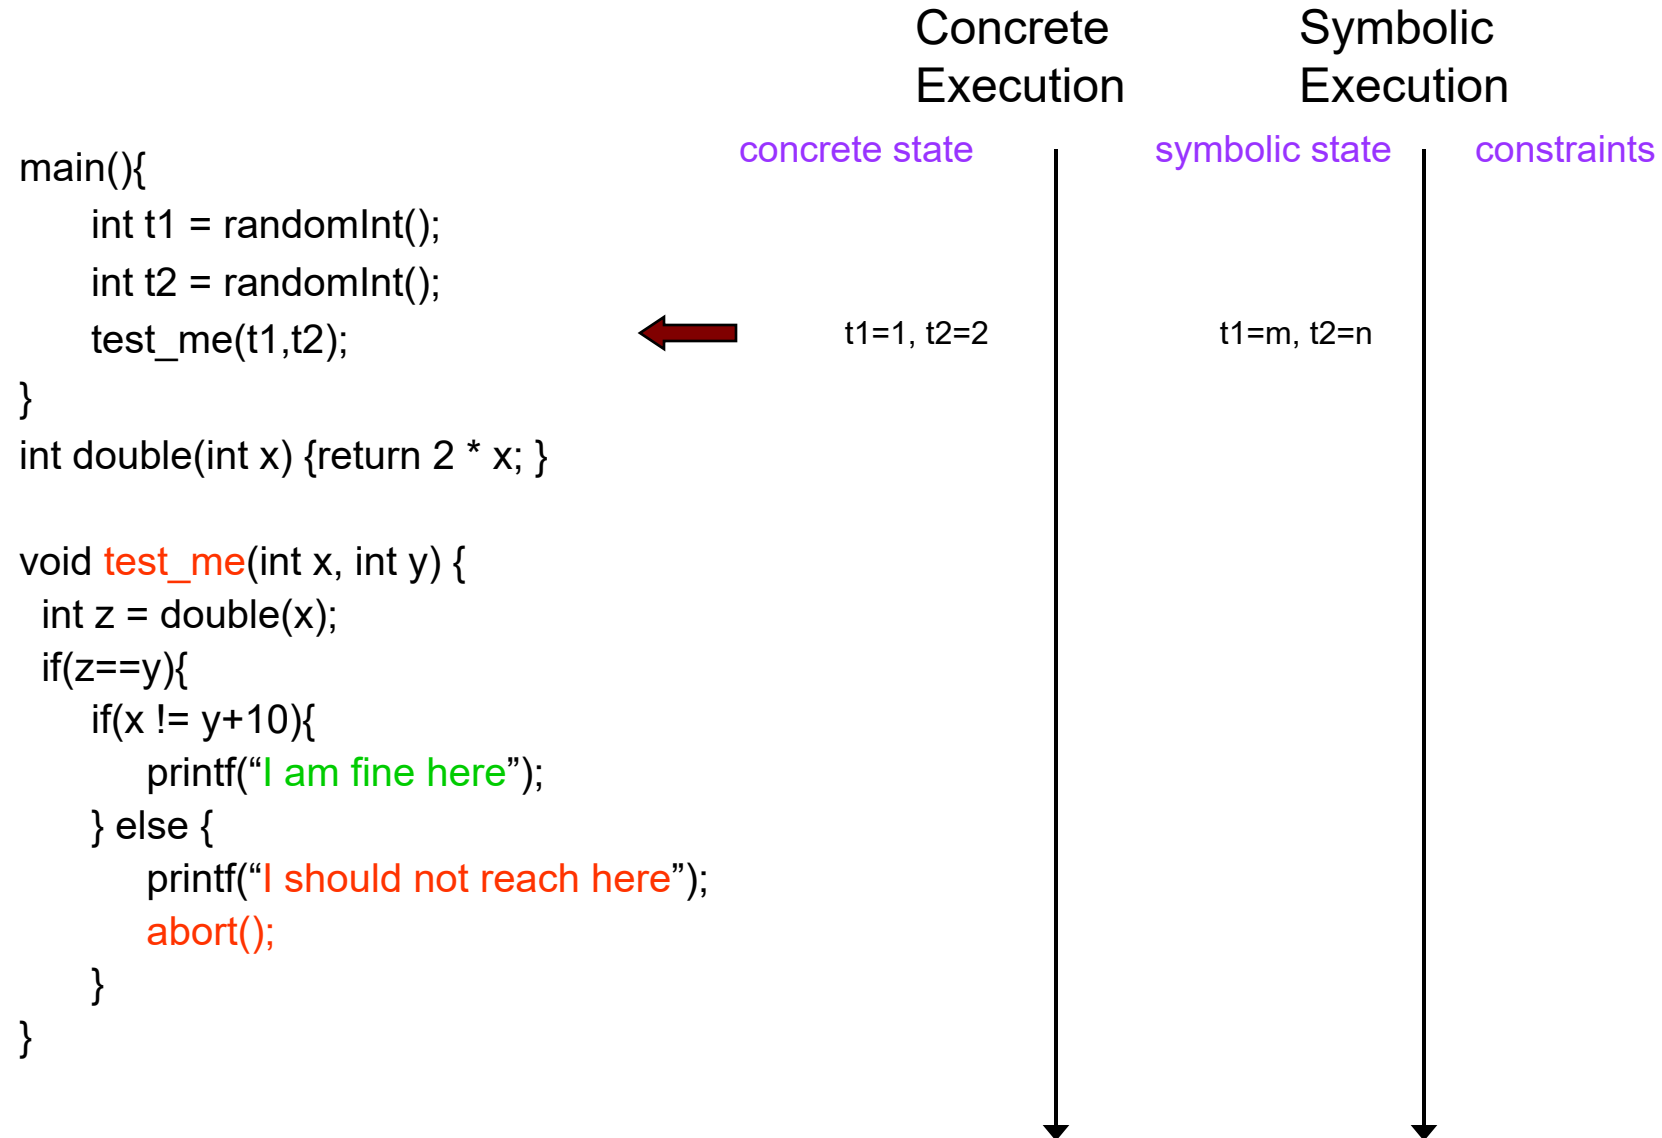 Concrete Execution
Symbolic Execution
concrete state
symbolic state
constraints
main(){
int t1 = randomInt();
int t2 = randomInt();
test_me(t1,t2);
t1=1, t2=2
t1=m, t2=n
}
int double(int x) {return 2 * x; }
void test_me(int x, int y) {
int z = double(x);
if(z==y){
if(x != y+10){
printf(“I am fine here”);
} else {
printf(“I should not reach here”);
abort();
}
}